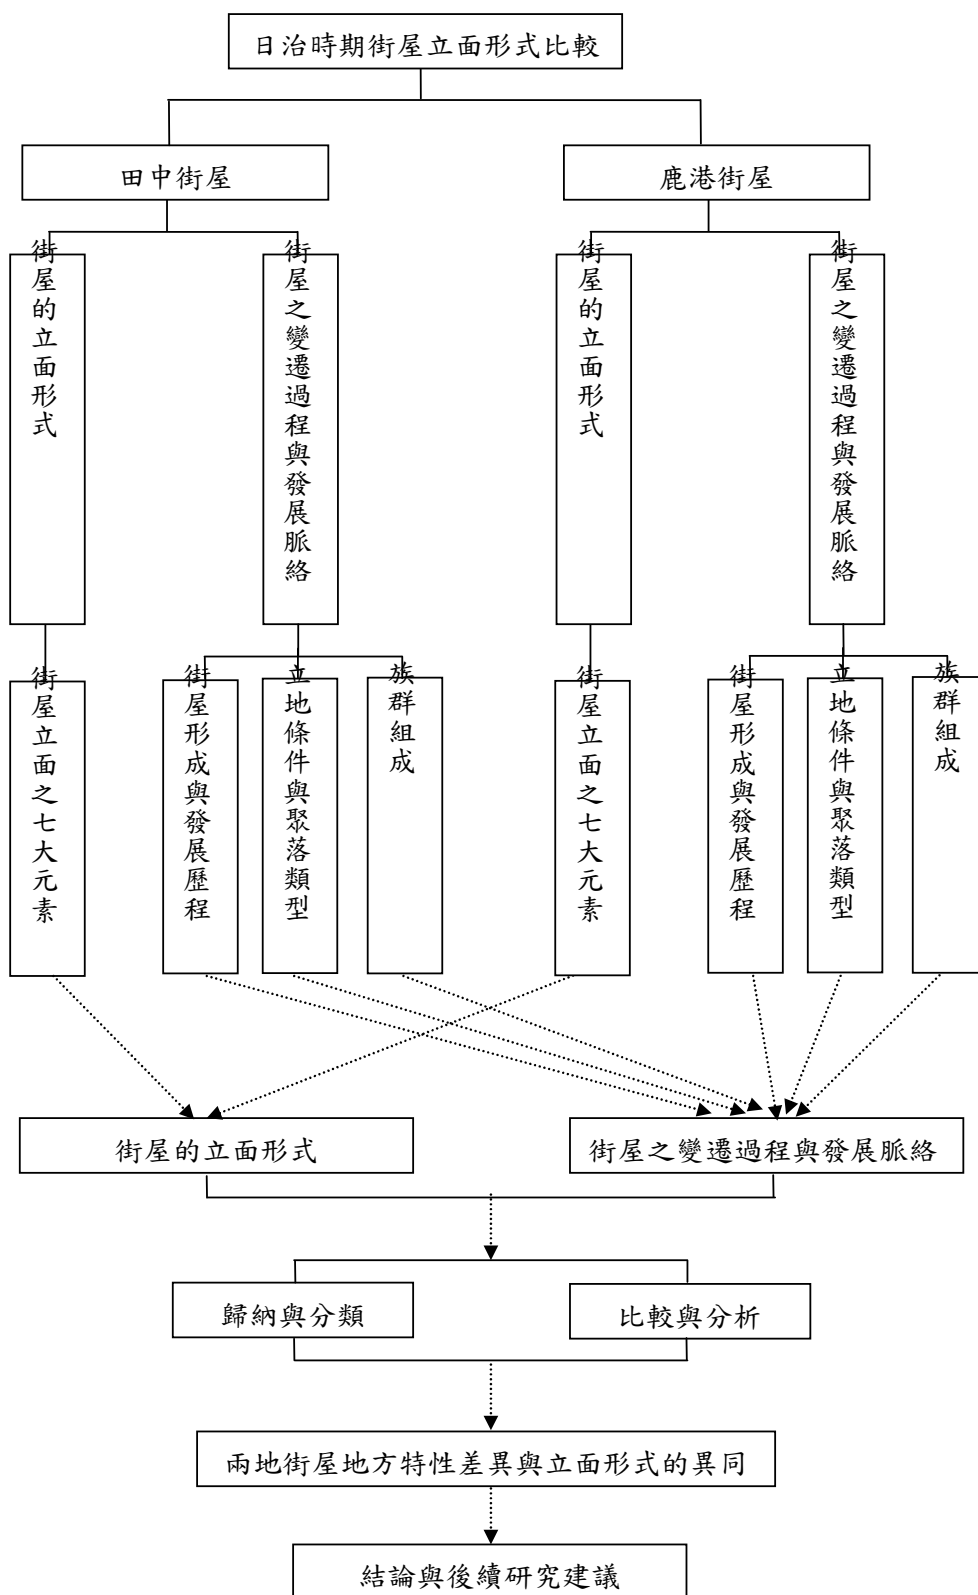 日治時期街屋立面形式比較
田中街屋
鹿港街屋
街屋的立面形式
街屋之變遷過程與發展脈絡
街屋的立面形式
街屋之變遷過程與發展脈絡
街屋立面之七大元素
街屋形成與發展歷程
立地條件與聚落類型
族群組成
街屋立面之七大元素
街屋形成與發展歷程
立地條件與聚落類型
族群組成
街屋的立面形式
街屋之變遷過程與發展脈絡
歸納與分類
比較與分析
兩地街屋地方特性差異與立面形式的異同
結論與後續研究建議